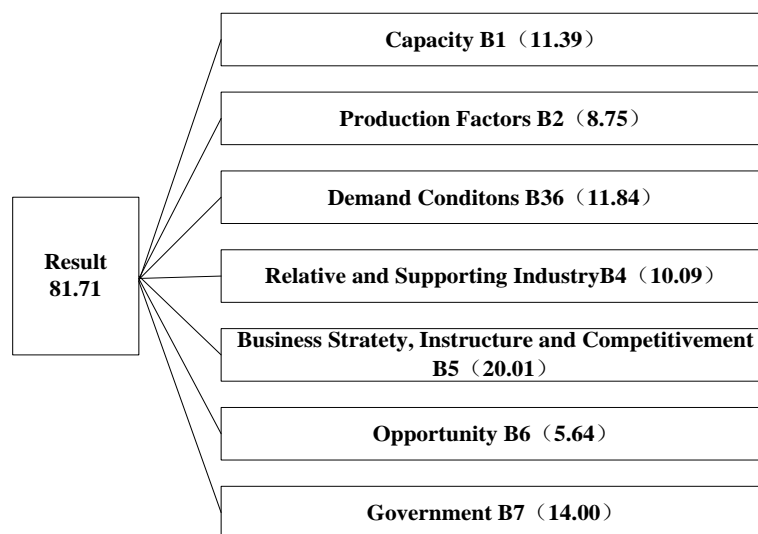 Capacity B1（11.39）
Production Factors B2（8.75）
Demand Conditons B36（11.84）
Result
81.71
Relative and Supporting IndustryB4（10.09）
Business Stratety, Instructure and Competitivement
B5（20.01）
Opportunity B6（5.64）
Government B7（14.00）